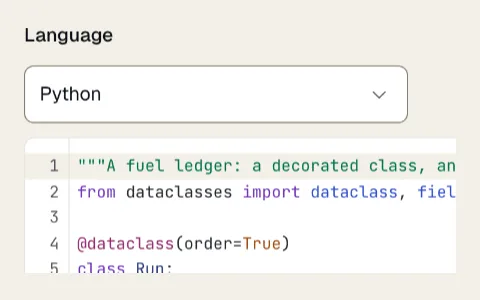 Language
Python
1 """A fuel ledger: a decorated class, an
2 from dataclasses import dataclass, fiel
3
4 @dataclass(order=True)
5 class Run: